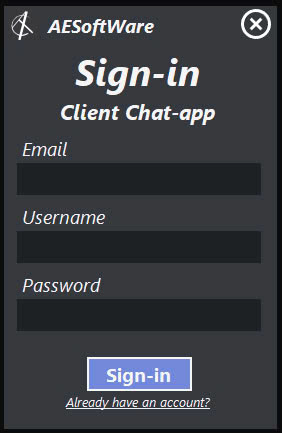 AESoftWare
Sign-in
Client Chat-app
Email
Username
Password
Sign-in
Already have an account?